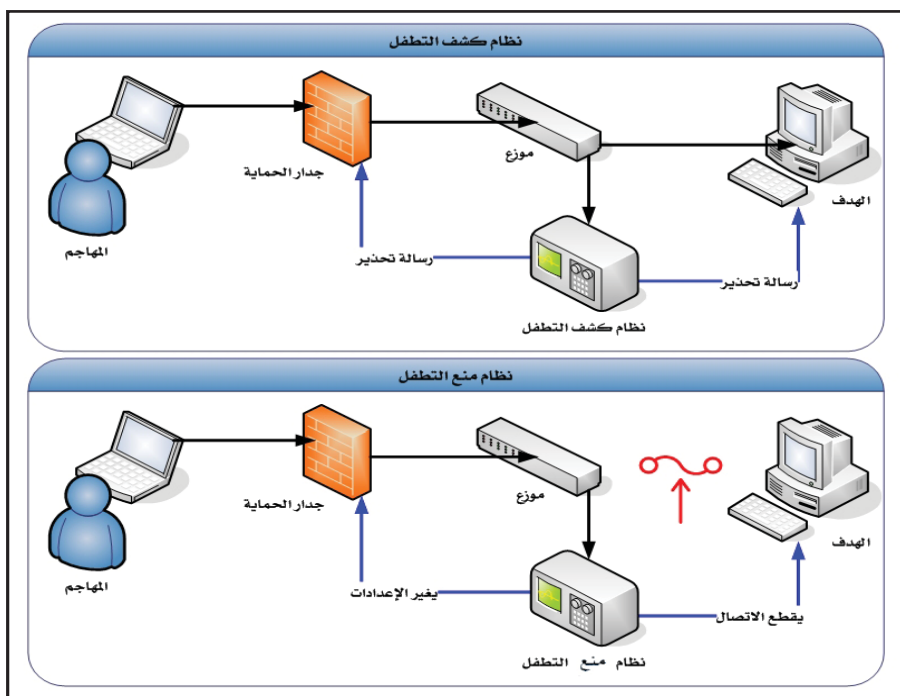 نظام كشف التطفل
موزع
جدار الحماية
الهدف
المهاجم
رسالة تحذير
رسالة تحذير
نظام كشف التطفل
نظام منع التطفل
موزع
جدار الحماية
الهدف
المهاجم
يغير الإعدادات
يقطع الاتصال
نظام منع التطفل